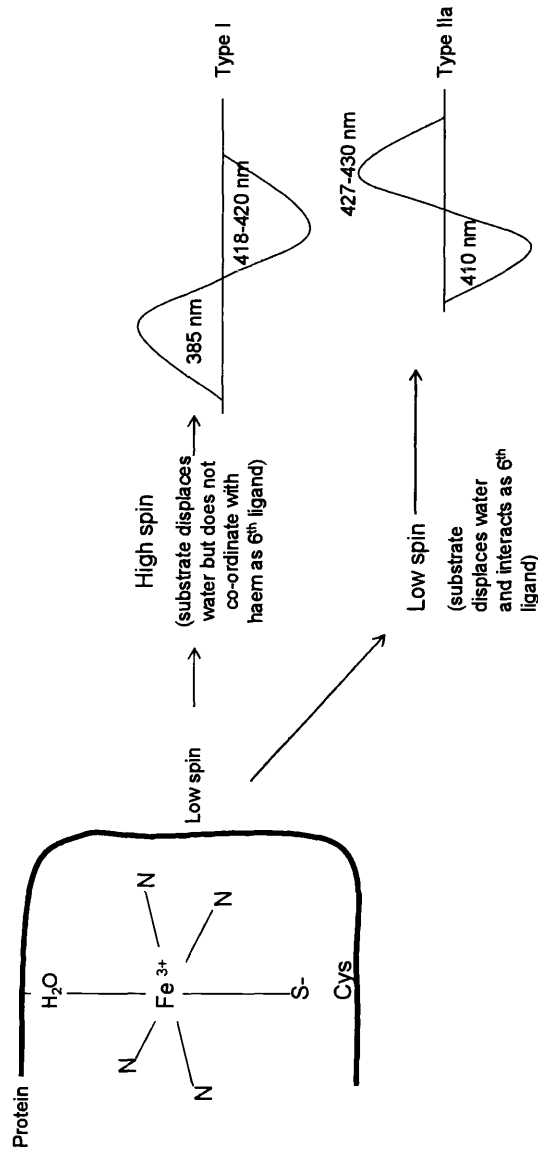 Protein
H₂O
N
N
Fe ³⁺
N
N
S-
Cys
Low spin
High spin
(substrate displaces
water but does not
co-ordinate with
haem as 6th ligand)
385 nm
418-420 nm
Type I
Low spin
(substrate
displaces water
and interacts as 6th
ligand)
427-430 nm
410 nm
Type IIa